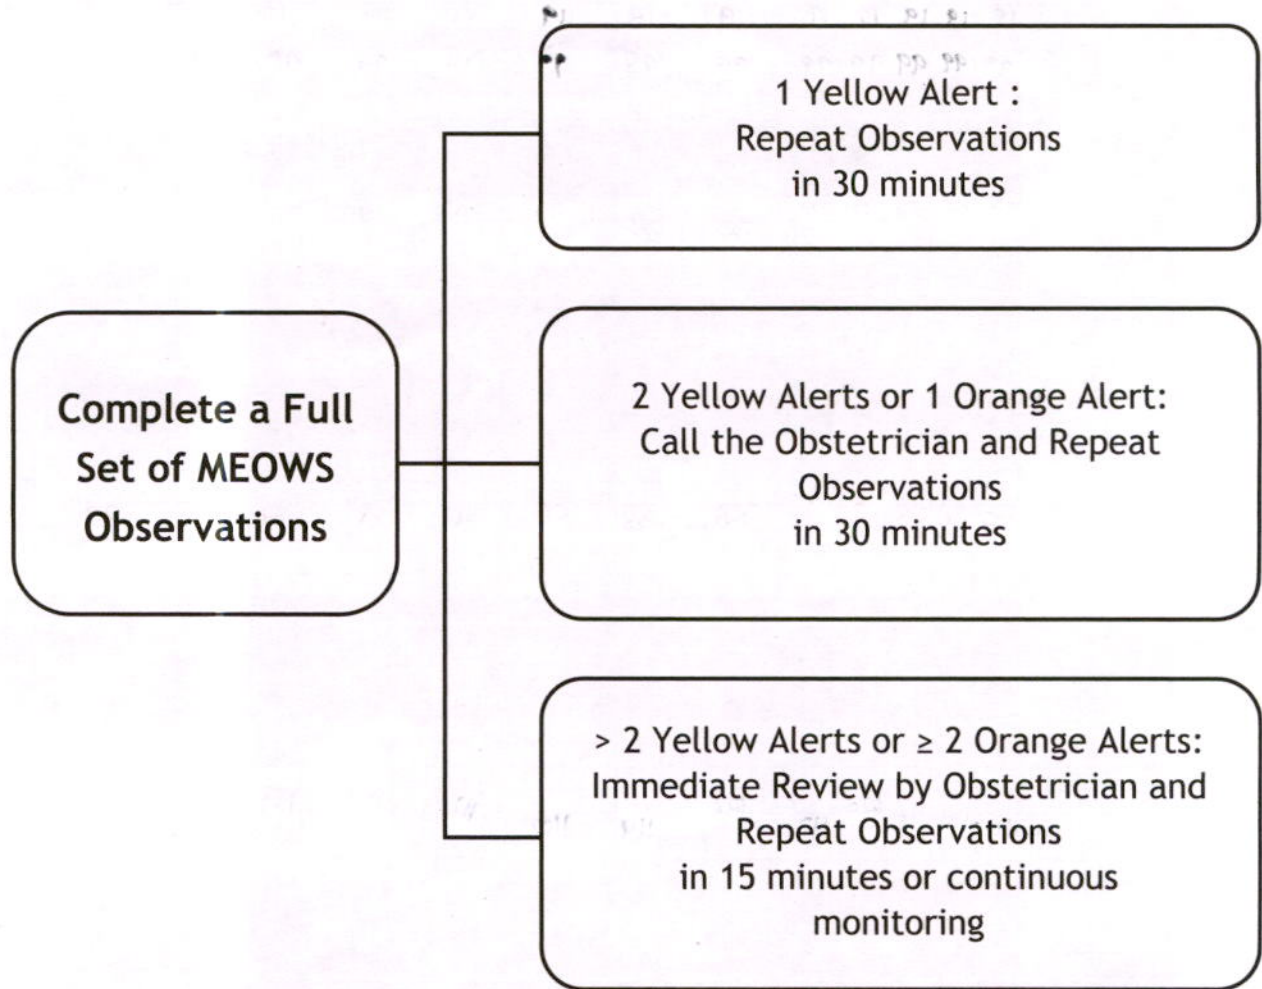 Complete a Full
Set of MEOWS
Observations
1 Yellow Alert :
Repeat Observations
in 30 minutes
2 Yellow Alerts or 1 Orange Alert:
Call the Obstetrician and Repeat
Observations
in 30 minutes
> 2 Yellow Alerts or ≥ 2 Orange Alerts:
Immediate Review by Obstetrician and
Repeat Observations
in 15 minutes or continuous
monitoring